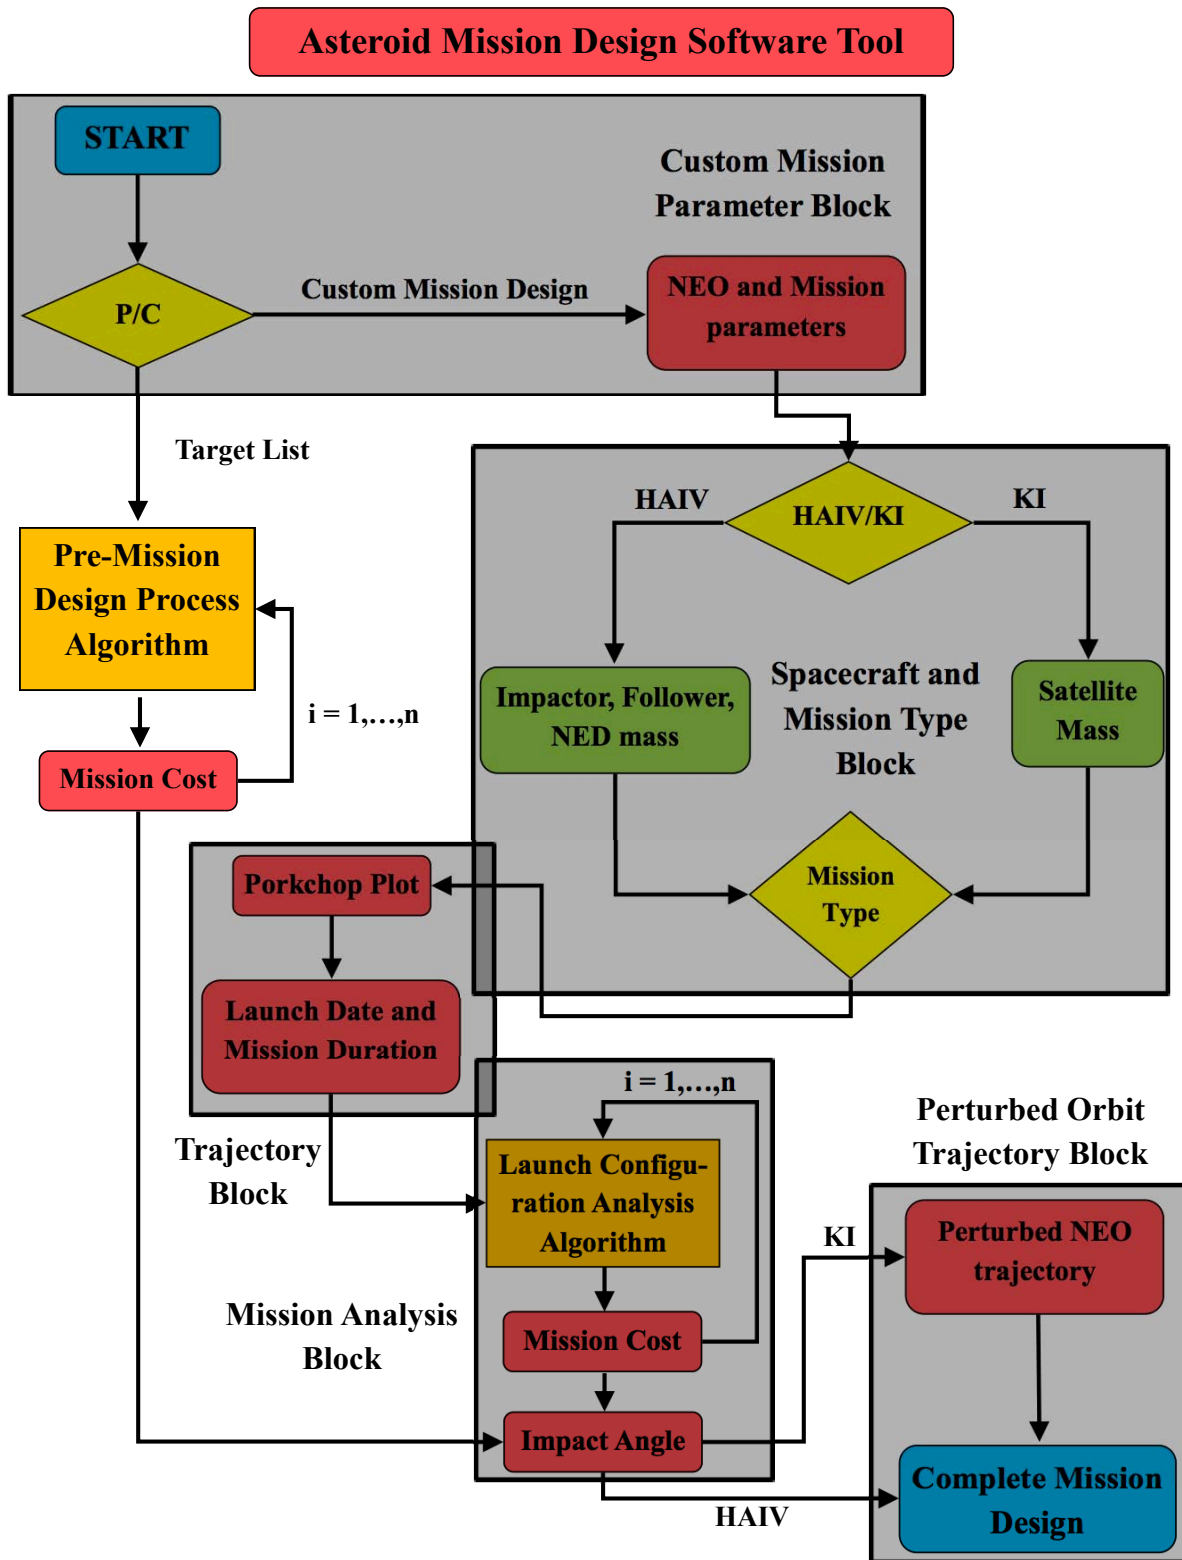 Asteroid Mission Design Software Tool
START
Custom Mission
Parameter Block
P/C
Custom Mission Design
NEO and Mission
parameters
Target List
HAIV
HAIV/KI
KI
Pre-Mission
Design Process
Algorithm
i = 1,...,n
Mission Cost
Impactor, Follower,
NED mass
Spacecraft and
Mission Type
Block
Satellite
Mass
Mission
Type
Porkchop Plot
Launch Date and
Mission Duration
Trajectory
Block
i = 1,...,n
Launch Configu-
ration Analysis
Algorithm
Mission Analysis
Block
Mission Cost
Impact Angle
Perturbed Orbit
Trajectory Block
KI
Perturbed NEO
trajectory
HAIV
Complete Mission
Design